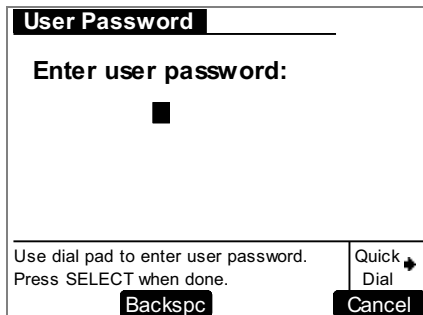 User Password
Enter user password:
Use dial pad to enter user password.
Press SELECT when done.
Quick
Dial
Backspc
Cancel